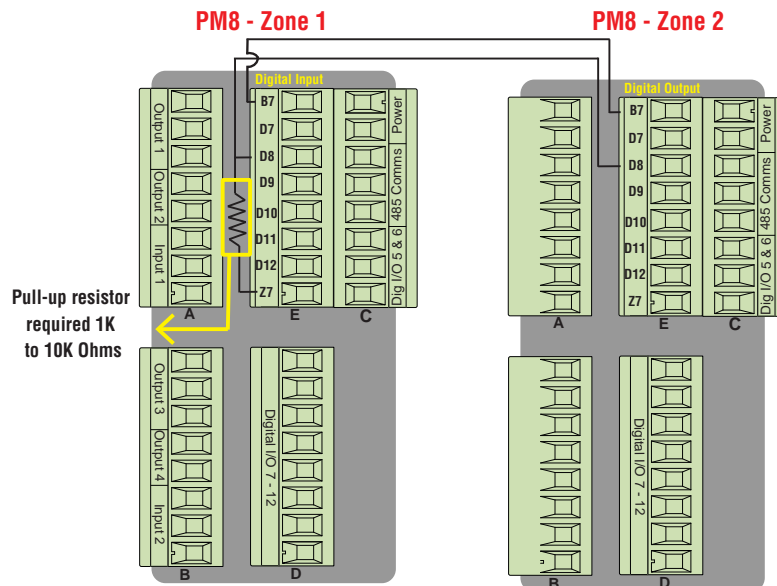 PM8 - Zone 1
PM8 - Zone 2
Digital Input
B7
D7
D8
D9
D10
D11
D12
Z7
Output 1
Output 2
Input 1
Power
485 Comms
Dig I/O 5 & 6
A
E
C
Pull-up resistor
required 1K
to 10K Ohms
Output 3
Output 4
Input 2
Digital I/O 7 - 12
B
D
Digital Output
B7
D7
D8
D9
D10
D11
D12
Z7
Power
485 Comms
Dig I/O 5 & 6
A
E
C
Digital I/O 7 - 12
B
D